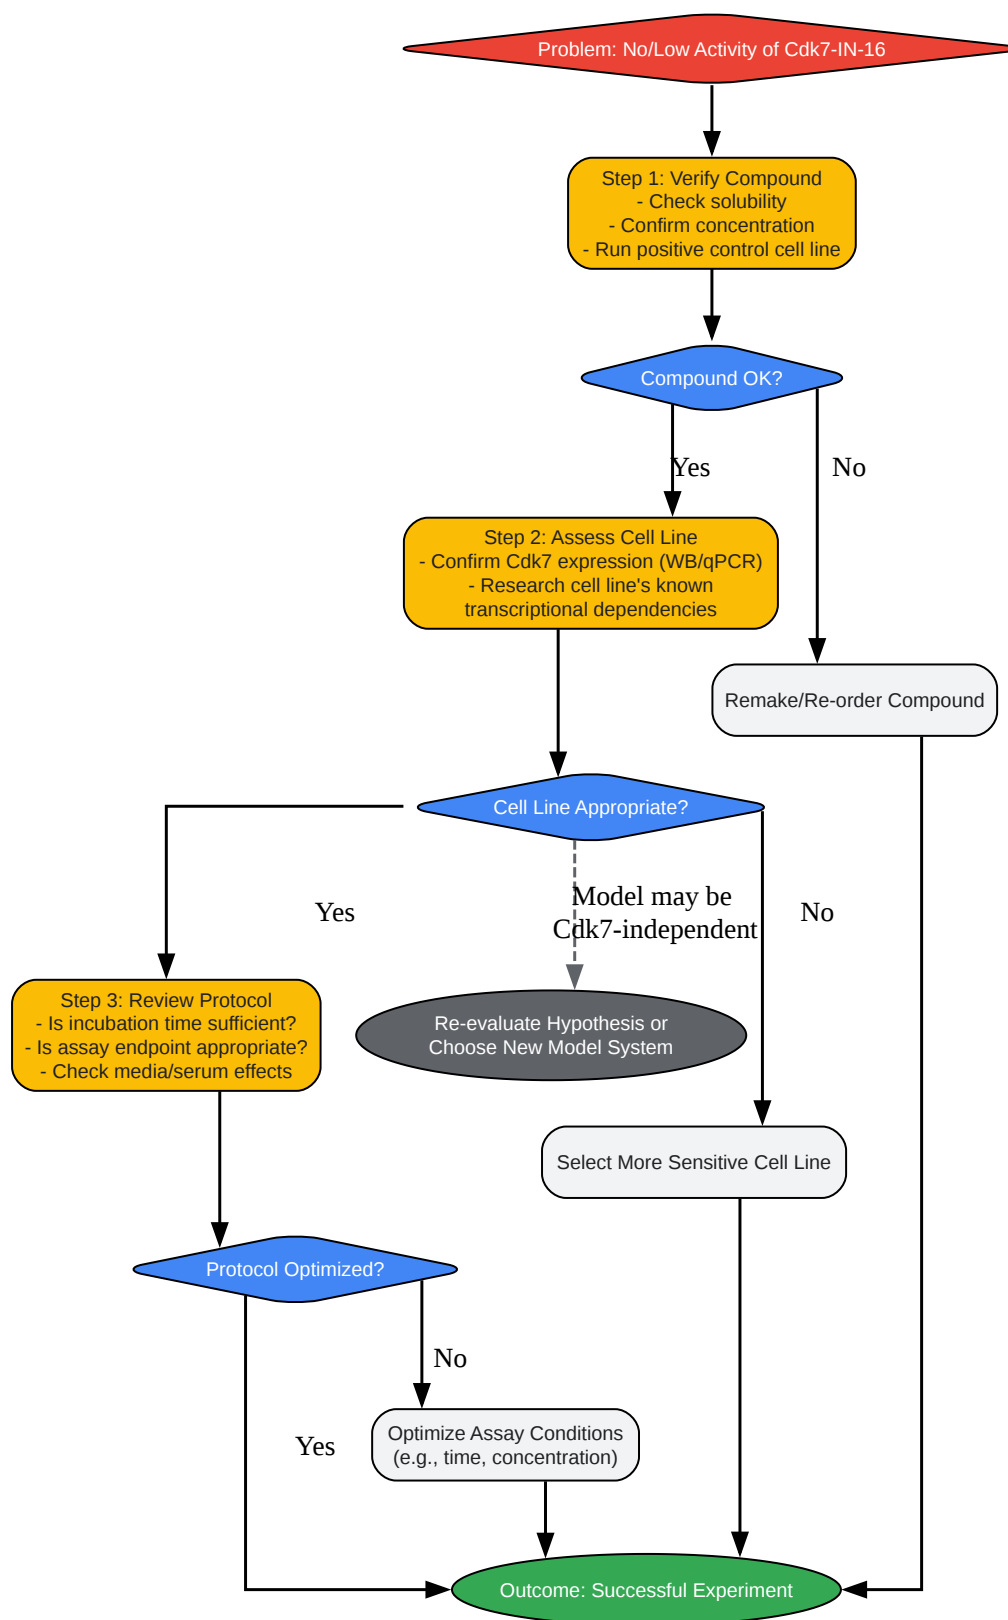 Problem: No/Low Activity of Cdk7-IN-16
Step 1: Verify Compound
- Check solubility
- Confirm concentration
- Run positive control cell line
Compound OK?
Yes
No
Step 2: Assess Cell Line
- Confirm Cdk7 expression (WB/qPCR)
- Research cell line's known
transcriptional dependencies
Remake/Re-order Compound
Cell Line Appropriate?
Yes
Model may be
Cdk7-independent
No
Step 3: Review Protocol
- Is incubation time sufficient?
- Is assay endpoint appropriate?
- Check media/serum effects
Re-evaluate Hypothesis or
Choose New Model System
Select More Sensitive Cell Line
Protocol Optimized?
No
Yes
Optimize Assay Conditions
(e.g., time, concentration)
Outcome: Successful Experiment